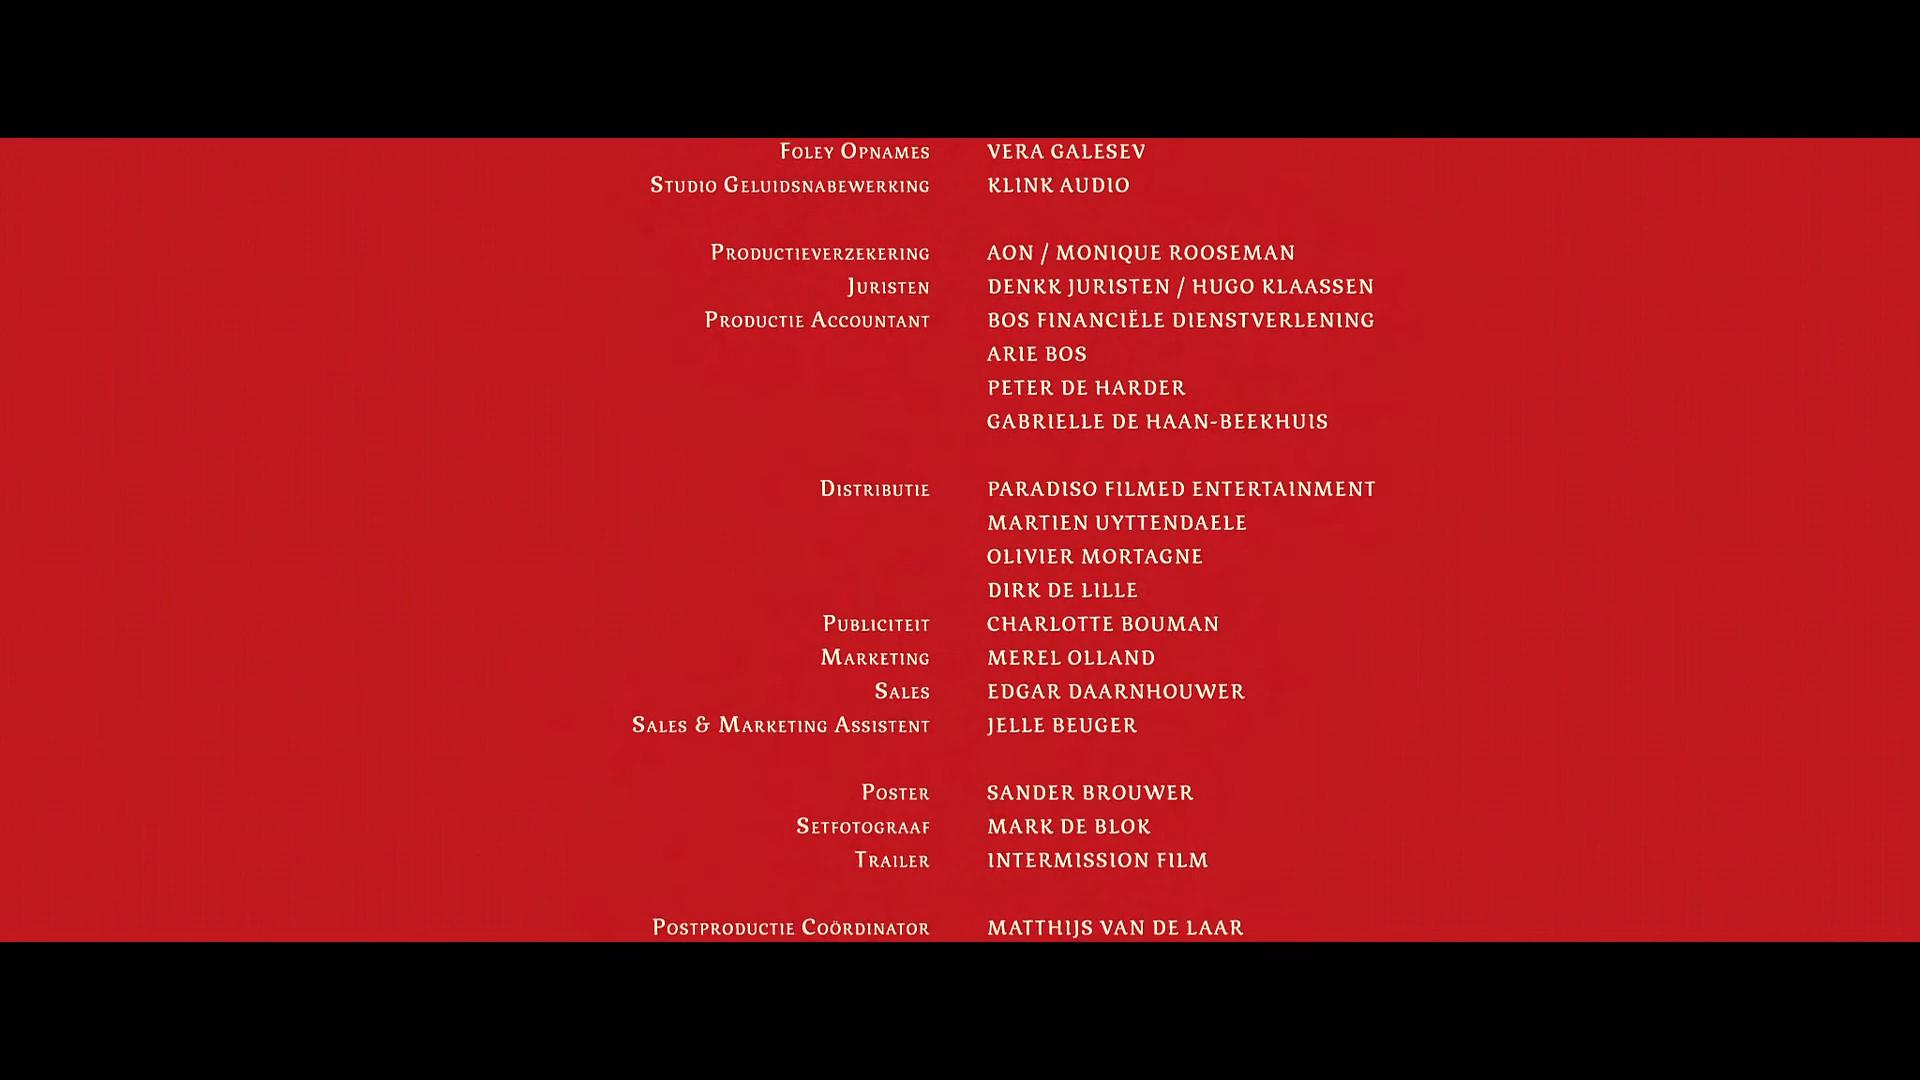 Foley Opnames VERA GALESEV
Studio Geluidsnabewerking KLINK AUDIO
Productieverzekering AON / MONIQUE ROOSEMAN
Juristen DENKK JURISTEN / HUGO KLAASSEN
Productie Accountant BOS FINANCIËLE DIENSTVERLENING
ARIE BOS
PETER DE HARDER
GABRIELLE DE HAAN-BEEKHUIS
Distributie PARADISO FILMED ENTERTAINMENT
MARTIEN UYTTENDAELE
OLIVIER MORTAGNE
DIRK DE LILLE
Publiciteit CHARLOTTE BOUMAN
Marketing MEREL OLLAND
Sales EDGAR DAARNHOUWER
Sales & Marketing Assistent JELLE BEUGER
Poster SANDER BROUWER
Setfotograaf MARK DE BLOK
Trailer INTERMISSION FILM
Postproductie Coördinator MATTHIJS VAN DE LAAR